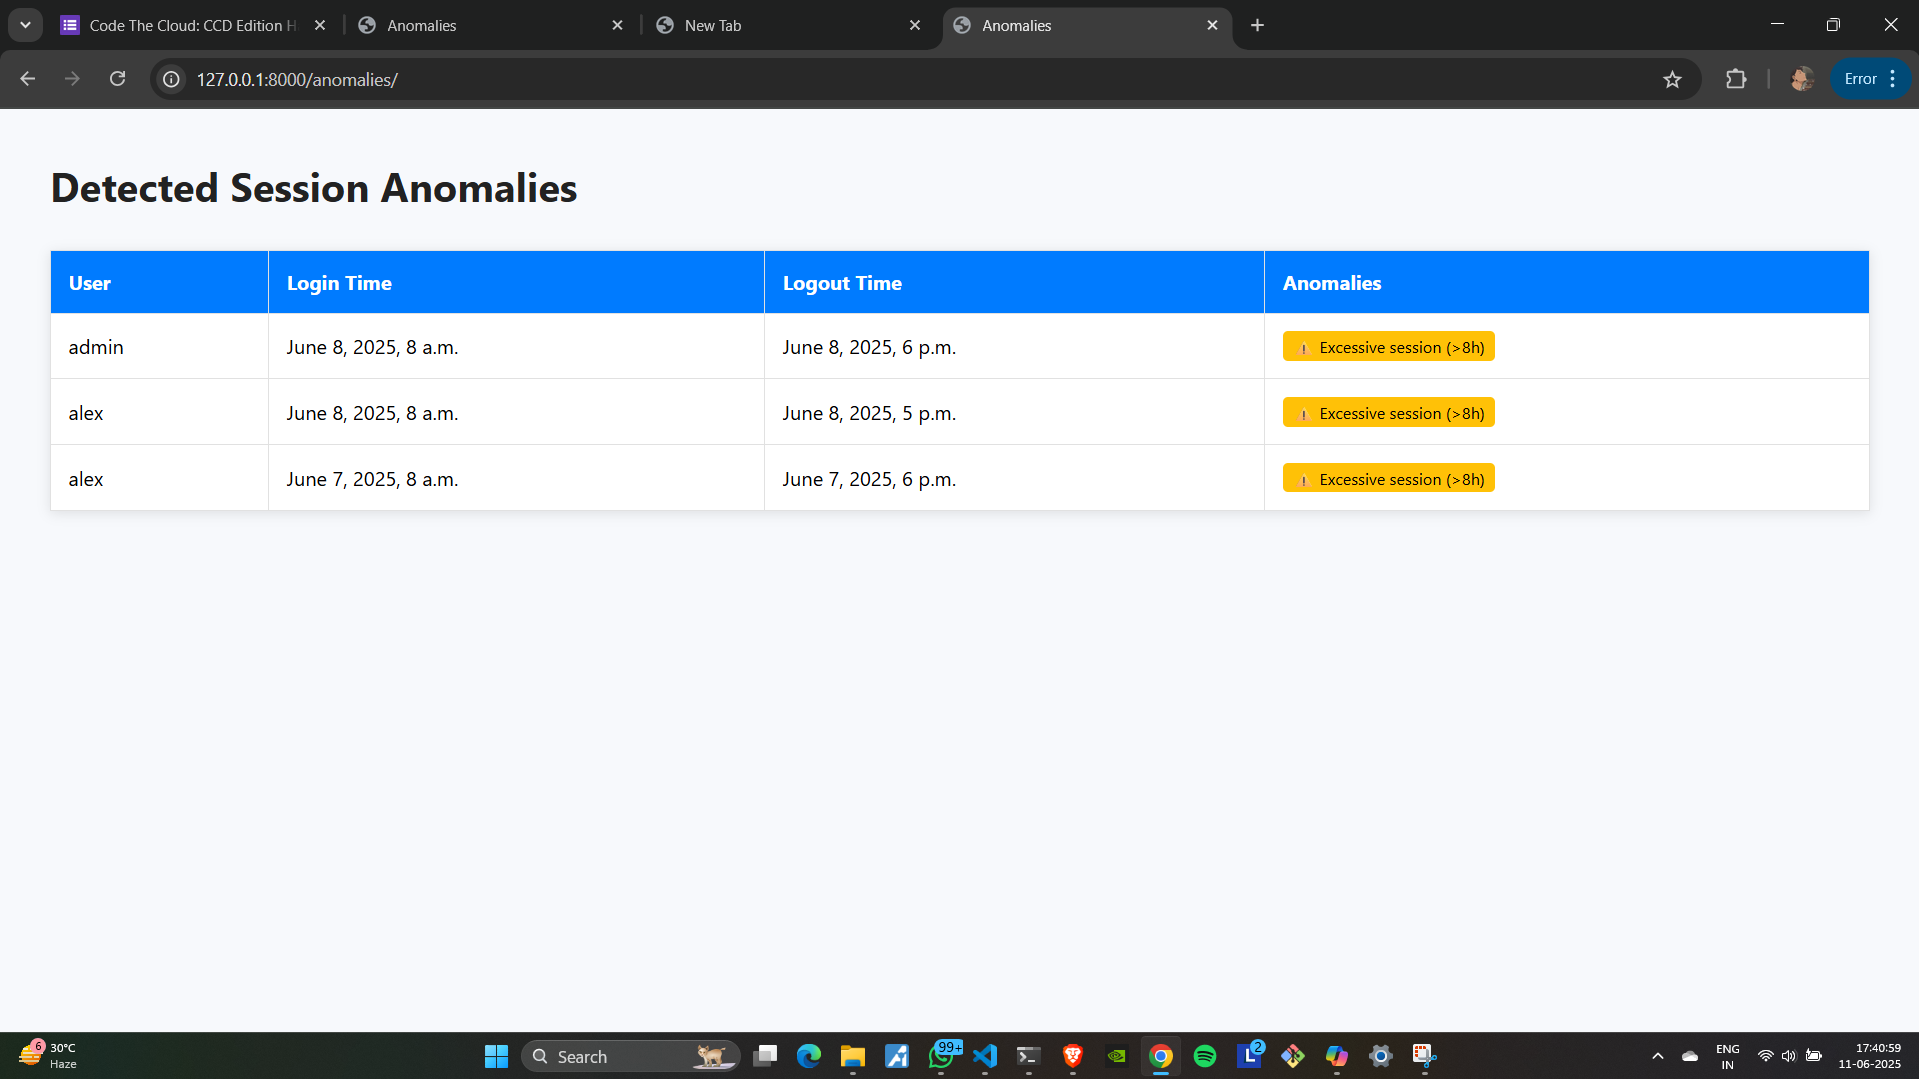 Code The Cloud: CCD Edition H
Anomalies
New Tab
Anomalies
127.0.0.1:8000/anomalies/
Error
Detected Session Anomalies
User Login Time Logout Time Anomalies
admin June 8, 2025, 8 a.m. June 8, 2025, 6 p.m. ⚠ Excessive session (>8h)
alex June 8, 2025, 8 a.m. June 8, 2025, 5 p.m. ⚠ Excessive session (>8h)
alex June 7, 2025, 8 a.m. June 7, 2025, 6 p.m. ⚠ Excessive session (>8h)
6
30°C
Haze
Search
99+
L
2
ENG
IN
17:40:59
11-06-2025